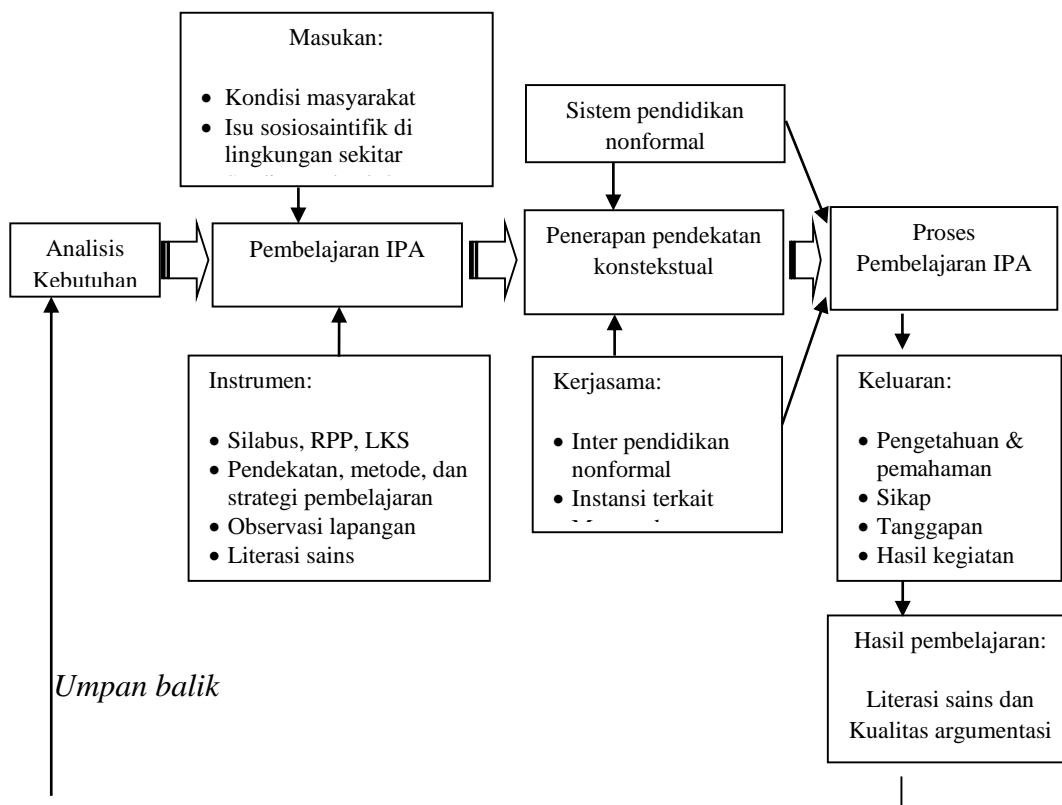 Masukan:
• Kondisi masyarakat
• Isu sosiosaintifik di
lingkungan sekitar
Sistem pendidikan
nonformal
Analisis
Kebutuhan
Pembelajaran IPA
Penerapan pendekatan
konstekstual
Proses
Pembelajaran IPA
Instrumen:
• Silabus, RPP, LKS
• Pendekatan, metode, dan
strategi pembelajaran
• Observasi lapangan
• Literasi sains
Kerjasama:
• Inter pendidikan
nonformal
• Instansi terkait
Keluaran:
• Pengetahuan &
pemahaman
• Sikap
• Tanggapan
• Hasil kegiatan
Hasil pembelajaran:
Literasi sains dan
Kualitas argumentasi
Umpan balik